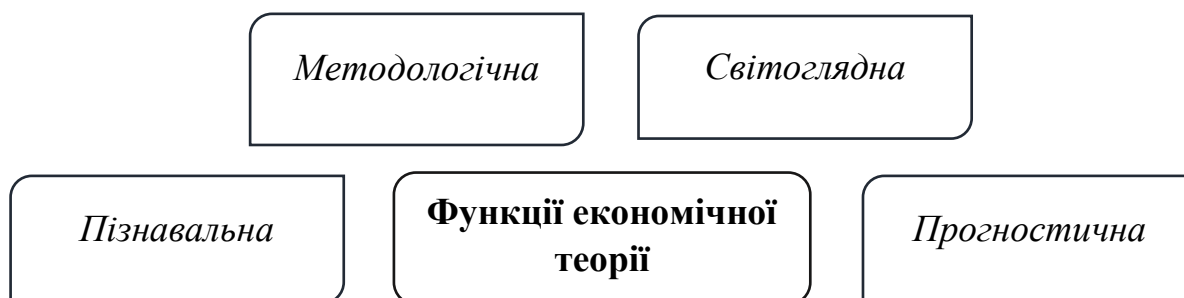 Методологічна
Світоглядна
Пізнавальна
Функції економічної
теорії
Прогностична